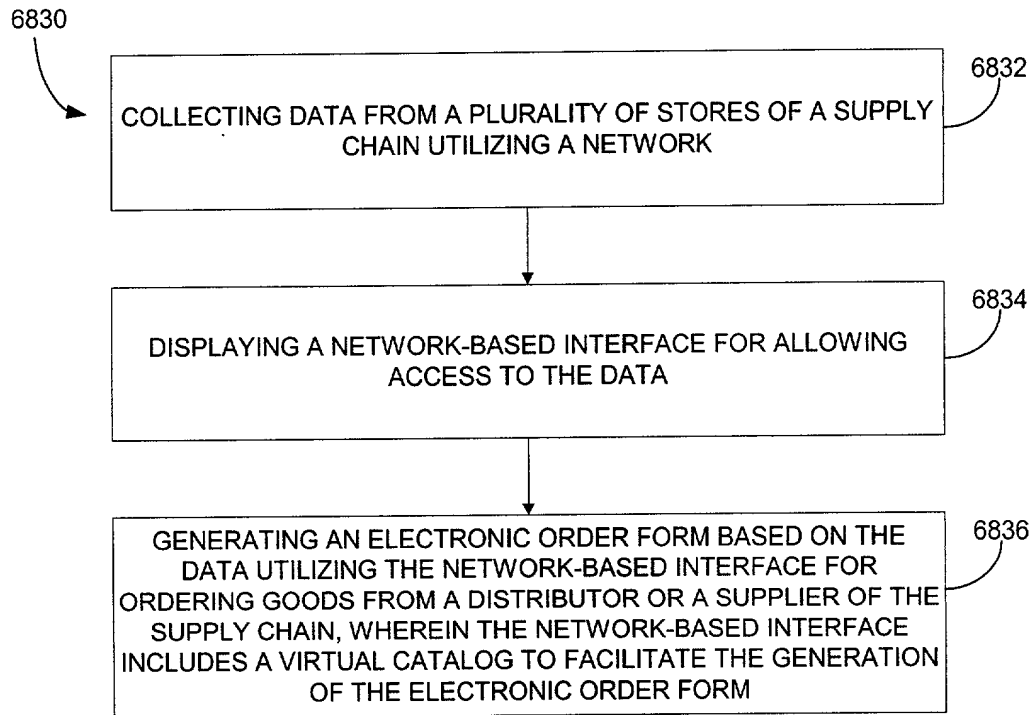 6830
6832
COLLECTING DATA FROM A PLURALITY OF STORES OF A SUPPLY
CHAIN UTILIZING A NETWORK
6834
DISPLAYING A NETWORK-BASED INTERFACE FOR ALLOWING
ACCESS TO THE DATA
6836
GENERATING AN ELECTRONIC ORDER FORM BASED ON THE
DATA UTILIZING THE NETWORK-BASED INTERFACE FOR
ORDERING GOODS FROM A DISTRIBUTOR OR A SUPPLIER OF THE
SUPPLY CHAIN, WHEREIN THE NETWORK-BASED INTERFACE
INCLUDES A VIRTUAL CATALOG TO FACILITATE THE GENERATION
OF THE ELECTRONIC ORDER FORM